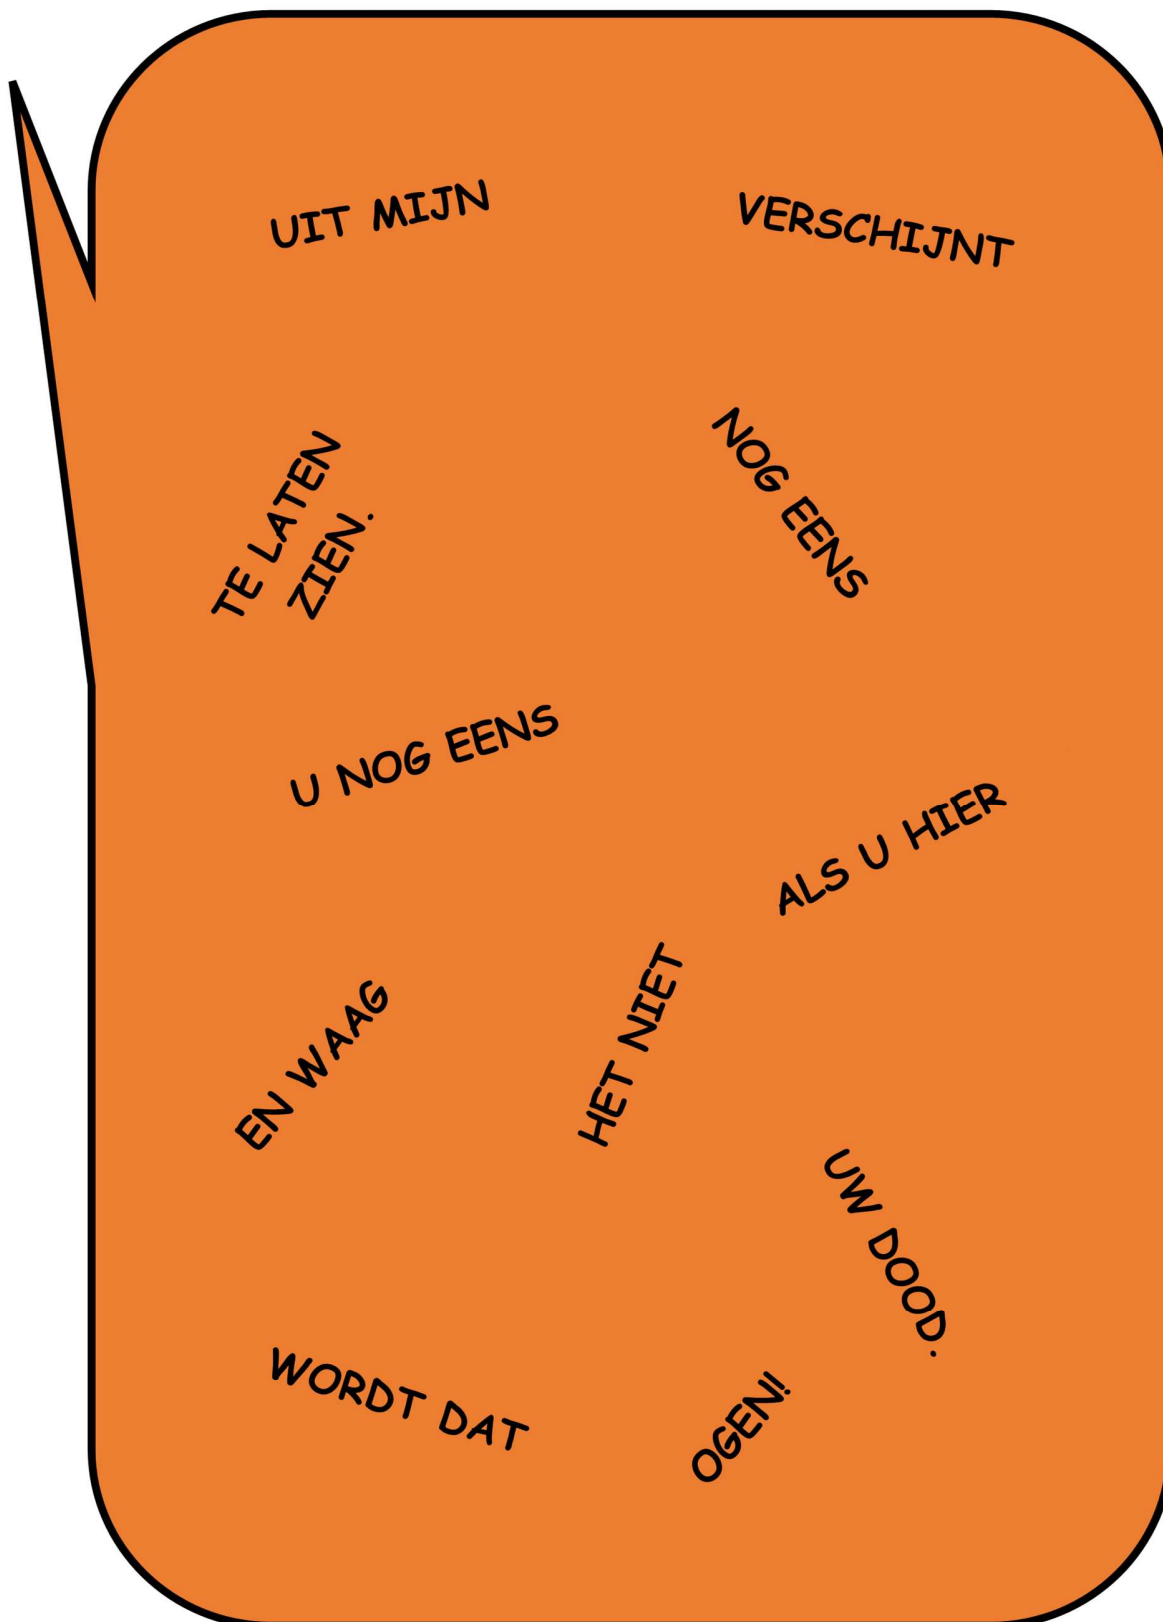 UIT MIJN
VERSCHIJNT
TE LATEN
ZIEN.
NOG EENS
U NOG EENS
ALS U HIER
EN WAAG
HET NIET
UW DOOD.
WORDT DAT
OGEN!